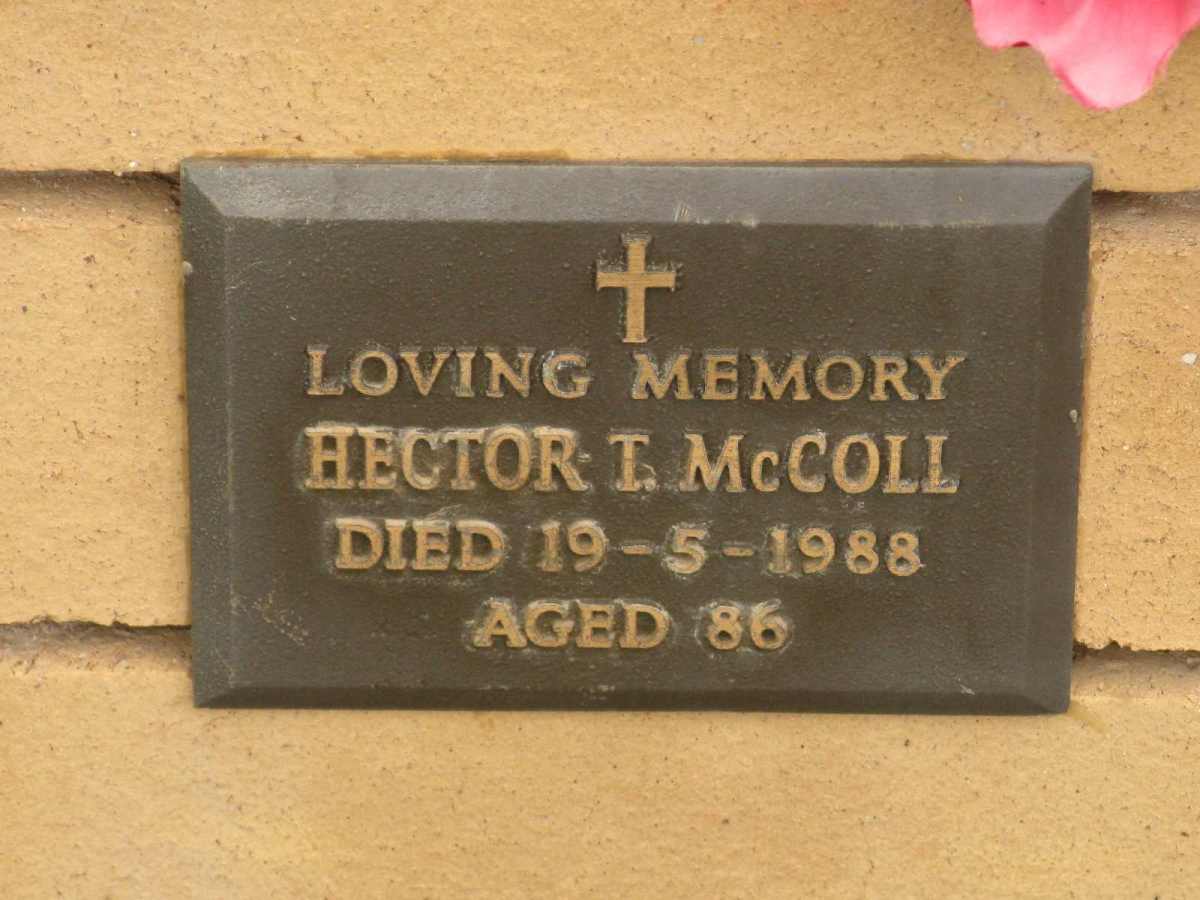 LOVING MEMORY
HECTOR T. McCOLL
DIED 19-5-1988
AGED 86